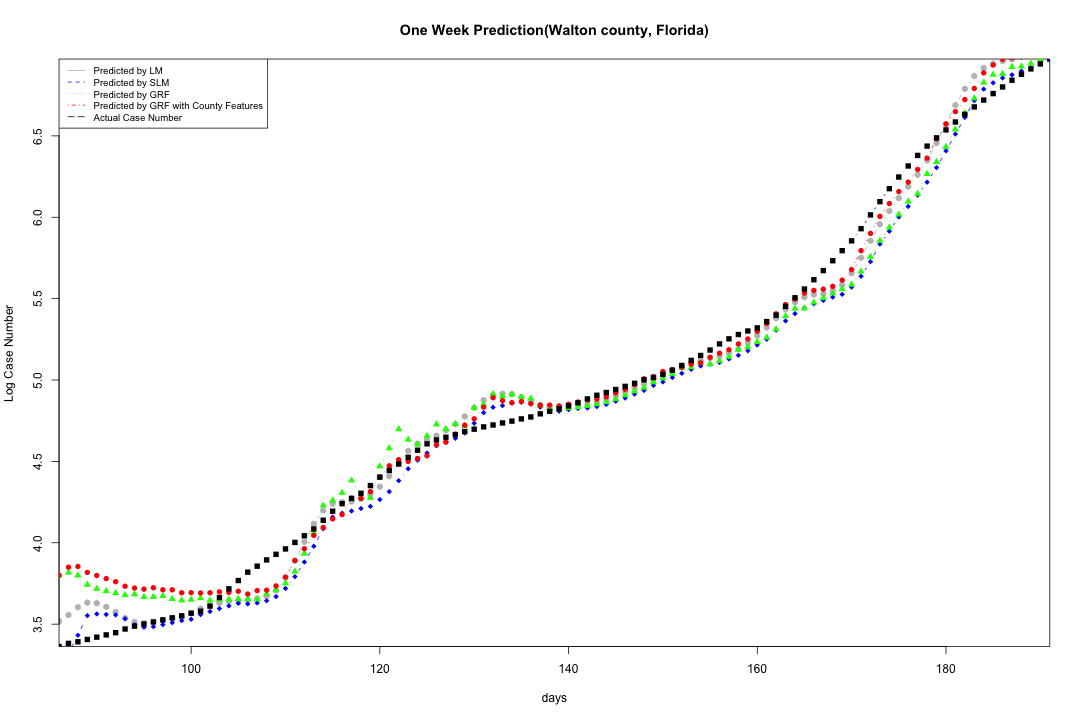 One Week Prediction(Walton county, Florida)
Predicted by LM
Predicted by SLM
Predicted by GRF
Predicted by GRF with County Features
Actual Case Number
6.5
6.0
5.5
5.0
4.5
4.0
3.5
Log Case Number
100 120 140 160 180
days